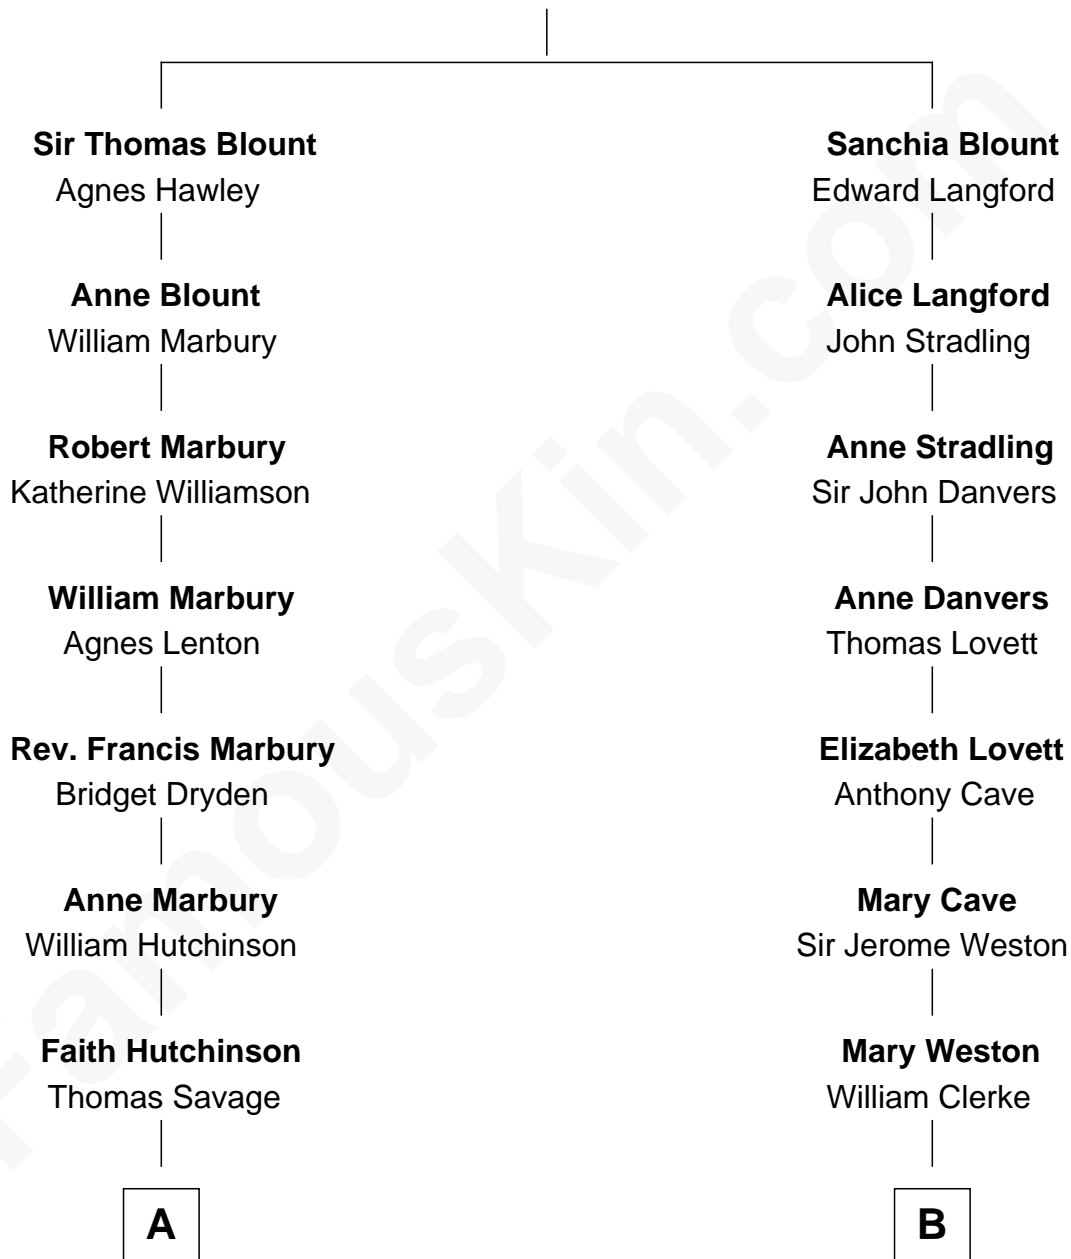 Sir Thomas Blount
Agnes Hawley
Anne Blount
William Marbury
Robert Marbury
Katherine Williamson
William Marbury
Agnes Lenton
Rev. Francis Marbury
Bridget Dryden
Anne Marbury
William Hutchinson
Faith Hutchinson
Thomas Savage
A
Sanchia Blount
Edward Langford
Alice Langford
John Stradling
Anne Stradling
Sir John Danvers
Anne Danvers
Thomas Lovett
Elizabeth Lovett
Anthony Cave
Mary Cave
Sir Jerome Weston
Mary Weston
William Clerke
B
FamousKin.com